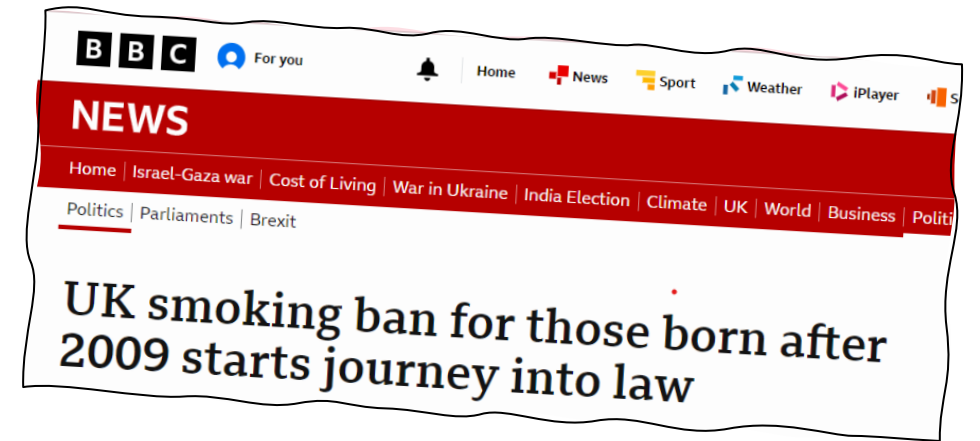 BBC For you Home News Sport Weather iPlayer S
NEWS
Home Israel-Gaza war Cost of Living War in Ukraine India Election Climate UK World Business Politi
Politics Parliaments Brexit
UK smoking ban for those born after
2009 starts journey into law